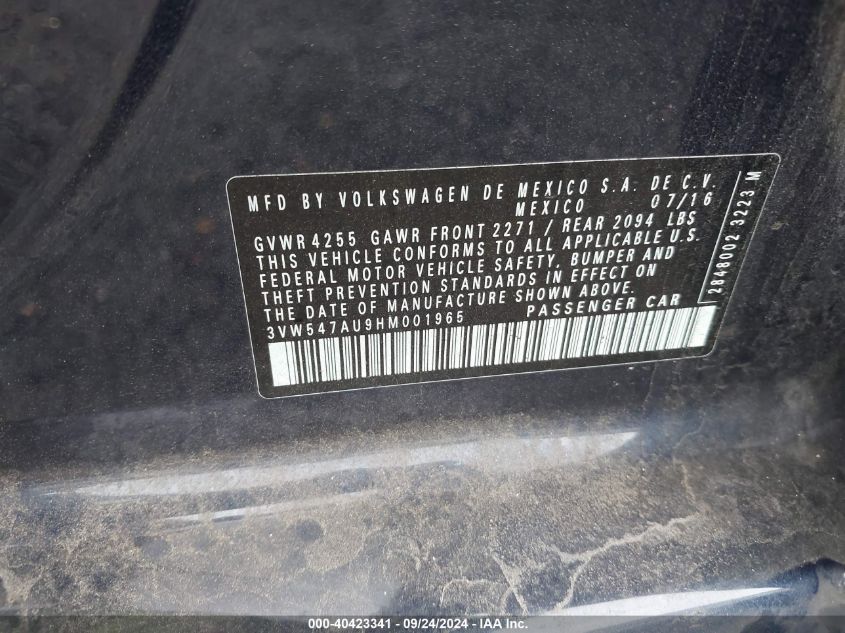 MFD BY VOLKSWAGEN DE MEXICO S.A. DE C.V.
MEXICO 07/16
GVWR 4255 GAWR FRONT 2271 / REAR 2094 LBS
THIS VEHICLE CONFORMS TO ALL APPLICABLE U.S.
FEDERAL MOTOR VEHICLE SAFETY, BUMPER AND
THEFT PREVENTION STANDARDS IN EFFECT ON
THE DATE OF MANUFACTURE SHOWN ABOVE.
3VW547AU9HM001965 PASSENGER CAR
2848002 3223 M
000-40423341 - 09/24/2024 - IAA Inc.